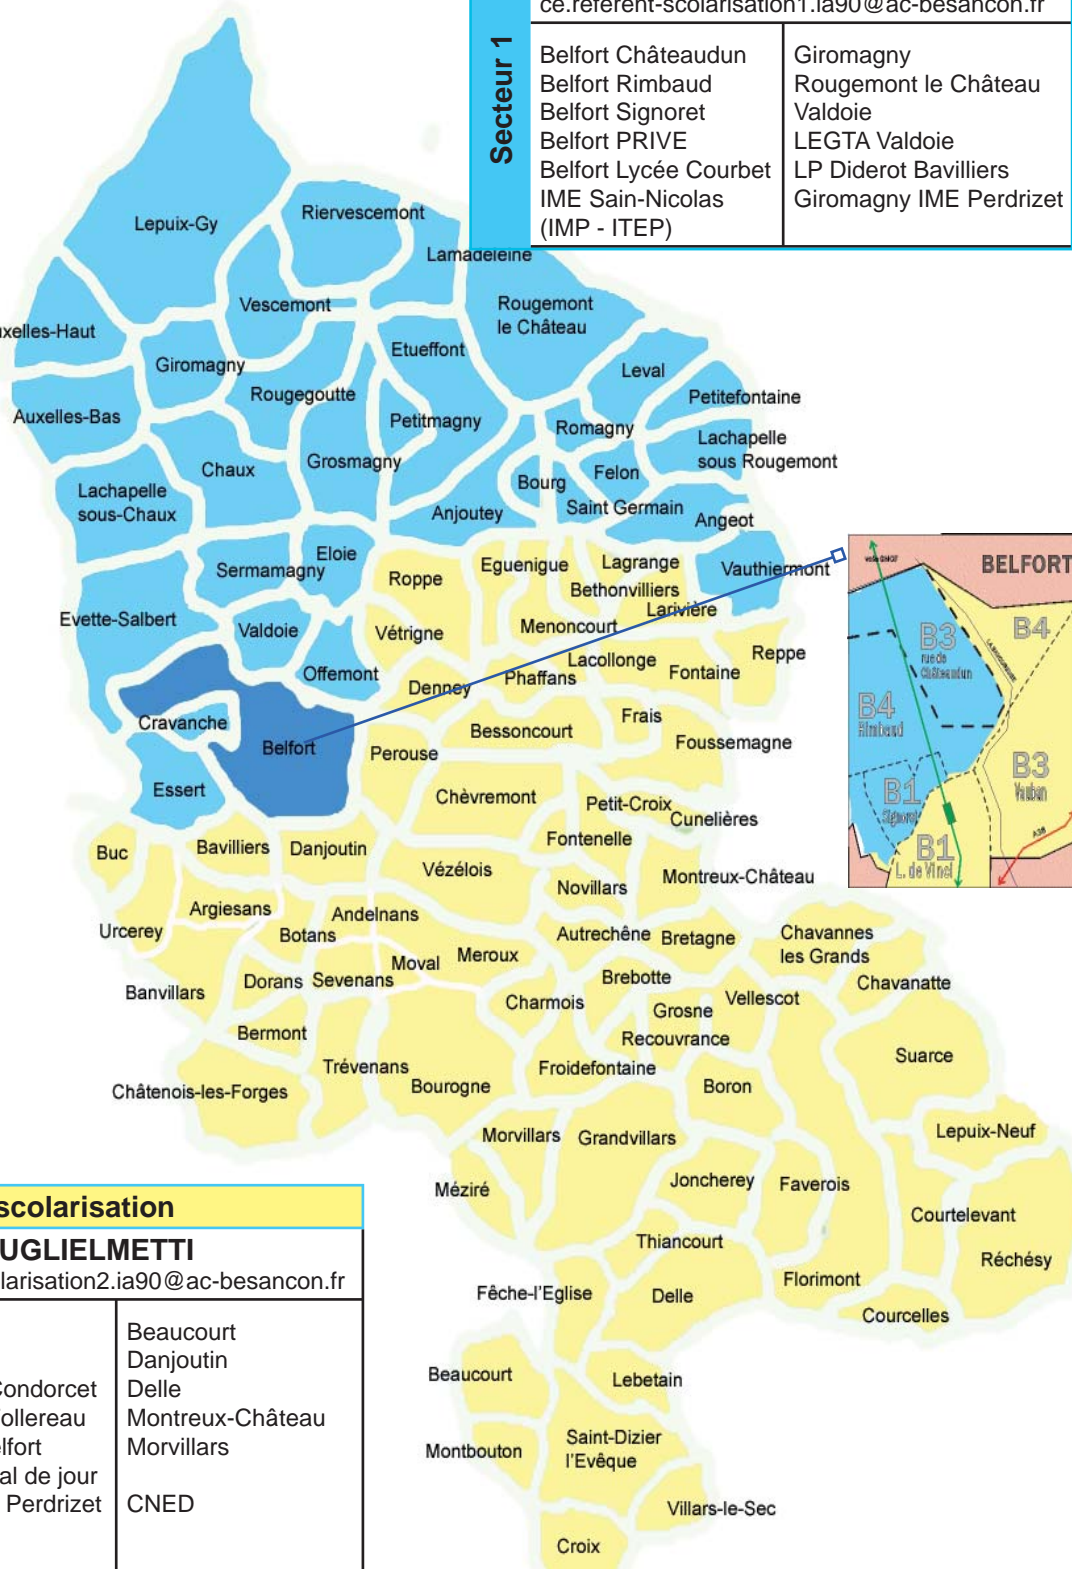 ce.referent-scolarisation1.ia90@ac-besancon.fr
Secteur 1
Belfort Châteaudun
Belfort Rimbaud
Belfort Signoret
Belfort PRIVE
Belfort Lycée Courbet
IME Sain-Nicolas
(IMP - ITEP)
Giromagny
Rougemont le Château
Valdoie
LEGTA Valdoie
LP Diderot Bavilliers
Giromagny IME Perdrizet
Lepuix-Gy
Riervescemont
Lamadeleine
Vescemont
Rougemont
le Château
uxelles-Haut
Giromagny
Etueffont
Leval
Rougegoutte
Petitefontaine
Auxelles-Bas
Petitmagny
Romagny
Lachapelle
sous Rougemont
Chaux
Grosmagny
Felon
Bourg
Lachapelle
sous-Chaux
Anjoutey
Saint Germain
Angeot
Eloie
Sermamagny
Roppe
Eguenigue
Lagrange
Vauthiermont
Bethonvilliers
Larivière
Evette-Salbert
Valdoie
Vétrigne
Menoncourt
Reppe
Offemont
Denney
Phaffans
Lacollonge
Fontaine
Cravanche
Belfort
Perouse
Bessoncourt
Frais
Foussemagne
Essert
Chèvremont
Petit-Croix
Cunelières
Buc
Bavilliers
Danjoutin
Fontenelle
Vézélois
Novillars
Montreux-Château
Argiesans
Andelnans
Urcerey
Botans
Autrechêne
Bretagne
Chavannes
les Grands
Moval
Meroux
Banvillars
Dorans
Sevenans
Brebotte
Chavanatte
Charmois
Grosne
Vellescot
Bermont
Recouvrance
Suarce
Trévenans
Froidefontaine
Châtenois-les-Forges
Bourogne
Boron
Morvillars
Grandvillars
Lepuix-Neuf
Méziré
Joncherey
Faverois
Courtelevant
Thiancourt
Réchésy
Fêche-l'Eglise
Delle
Florimont
Courcelles
Beaucourt
Lebetain
Montbouton
Saint-Dizier
l'Evêque
Villars-le-Sec
Croix
BELFORT
B3
rue de
Châteaudun
B4
B4
Rimbaud
B3
Vauban
B1
Signoret
B1
L. de Vinci
A36
scolarisation
UGLIELMETTI
larisation2.ia90@ac-besancon.fr
Condorcet
ollereau
elfort
al de jour
Perdrizet
Beaucourt
Danjoutin
Delle
Montreux-Château
Morvillars
CNED